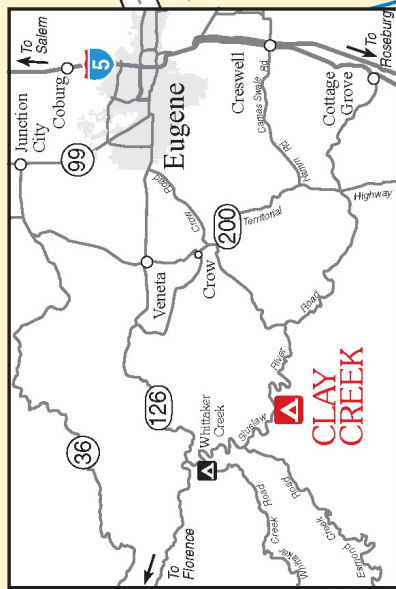 To
Salem
Junction
City
Coburg
5
99
Eugene
36
To
Florence
126
Veneta
Crow
Road
Crow
200
Territorial
Creswell
Camas Swale Rd
Hamm Rd
Cottage
Grove
To
Roseburg
Highway
Whittaker
Creek
Siuslaw
River
Road
CLAY
CREEK
Whittaker
Creek Road
Esmond
Creek Road